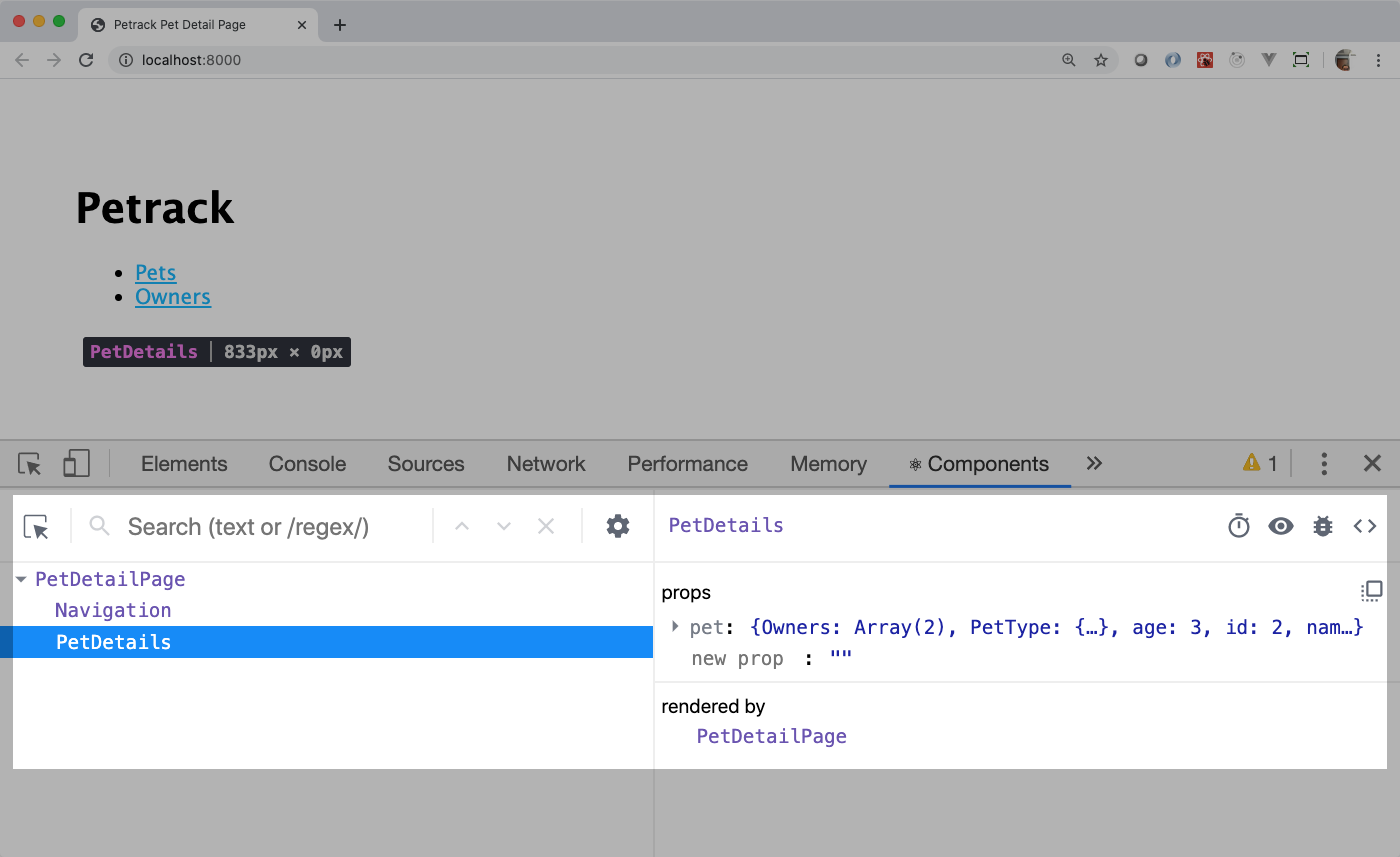 Petrack Pet Detail Page
localhost:8000
Petrack
Pets
Owners
PetDetails | 833px × 0px
Elements Console Sources Network Performance Memory Components 1
Search (text or /regex/) PetDetails
PetDetailPage
Navigation
PetDetails
props
pet: {Owners: Array(2), PetType: {…}, age: 3, id: 2, nam…}
new prop : ""
rendered by
PetDetailPage